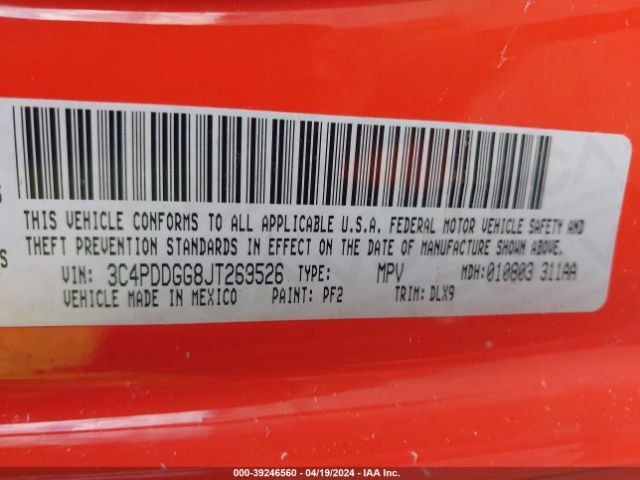 THIS VEHICLE CONFORMS TO ALL APPLICABLE U.S.A. FEDERAL MOTOR VEHICLE SAFETY AND
THEFT PREVENTION STANDARDS IN EFFECT ON THE DATE OF MANUFACTURE SHOWN ABOVE.
VIN: 3C4PDDGG8JT269526 TYPE: MPV MDH:010803 311AA
VEHICLE MADE IN MEXICO PAINT: PF2 TRIM: DLX9
000-39246560 - 04/19/2024 - IAA Inc.